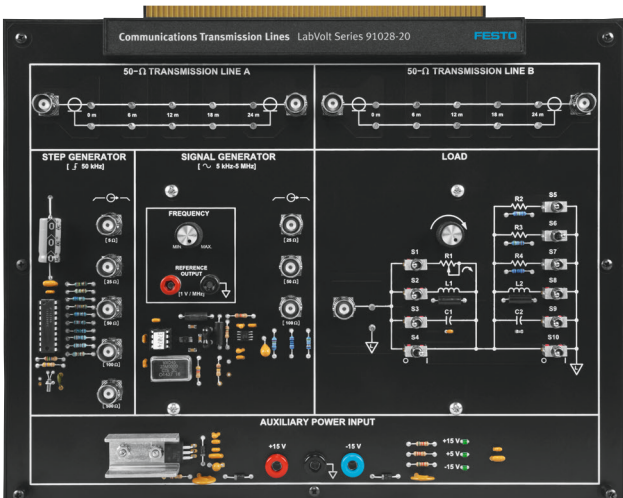 Communications Transmission Lines LabVolt Series 91028-20 FESTO
50-Ω TRANSMISSION LINE A
0 m 6 m 12 m 18 m 24 m
50-Ω TRANSMISSION LINE B
0 m 6 m 12 m 18 m 24 m
STEP GENERATOR
[ ⨍ 50 kHz]
[5 Ω]
[25 Ω]
[50 Ω]
[100 Ω]
SIGNAL GENERATOR
[ ∿ 5 kHz-5 MHz]
FREQUENCY
MIN. MAX.
REFERENCE
OUTPUT
[1 V / MHz]
[25 Ω]
[50 Ω]
[100 Ω]
LOAD
S1 R1
S2 L1
S3 C1
S4
O I
R2 S5
R3 S6
R4 S7
L2 S8
C2 S9
S10
O I
AUXILIARY POWER INPUT
+15 V -15 V
+15 V
+5 V
-15 V